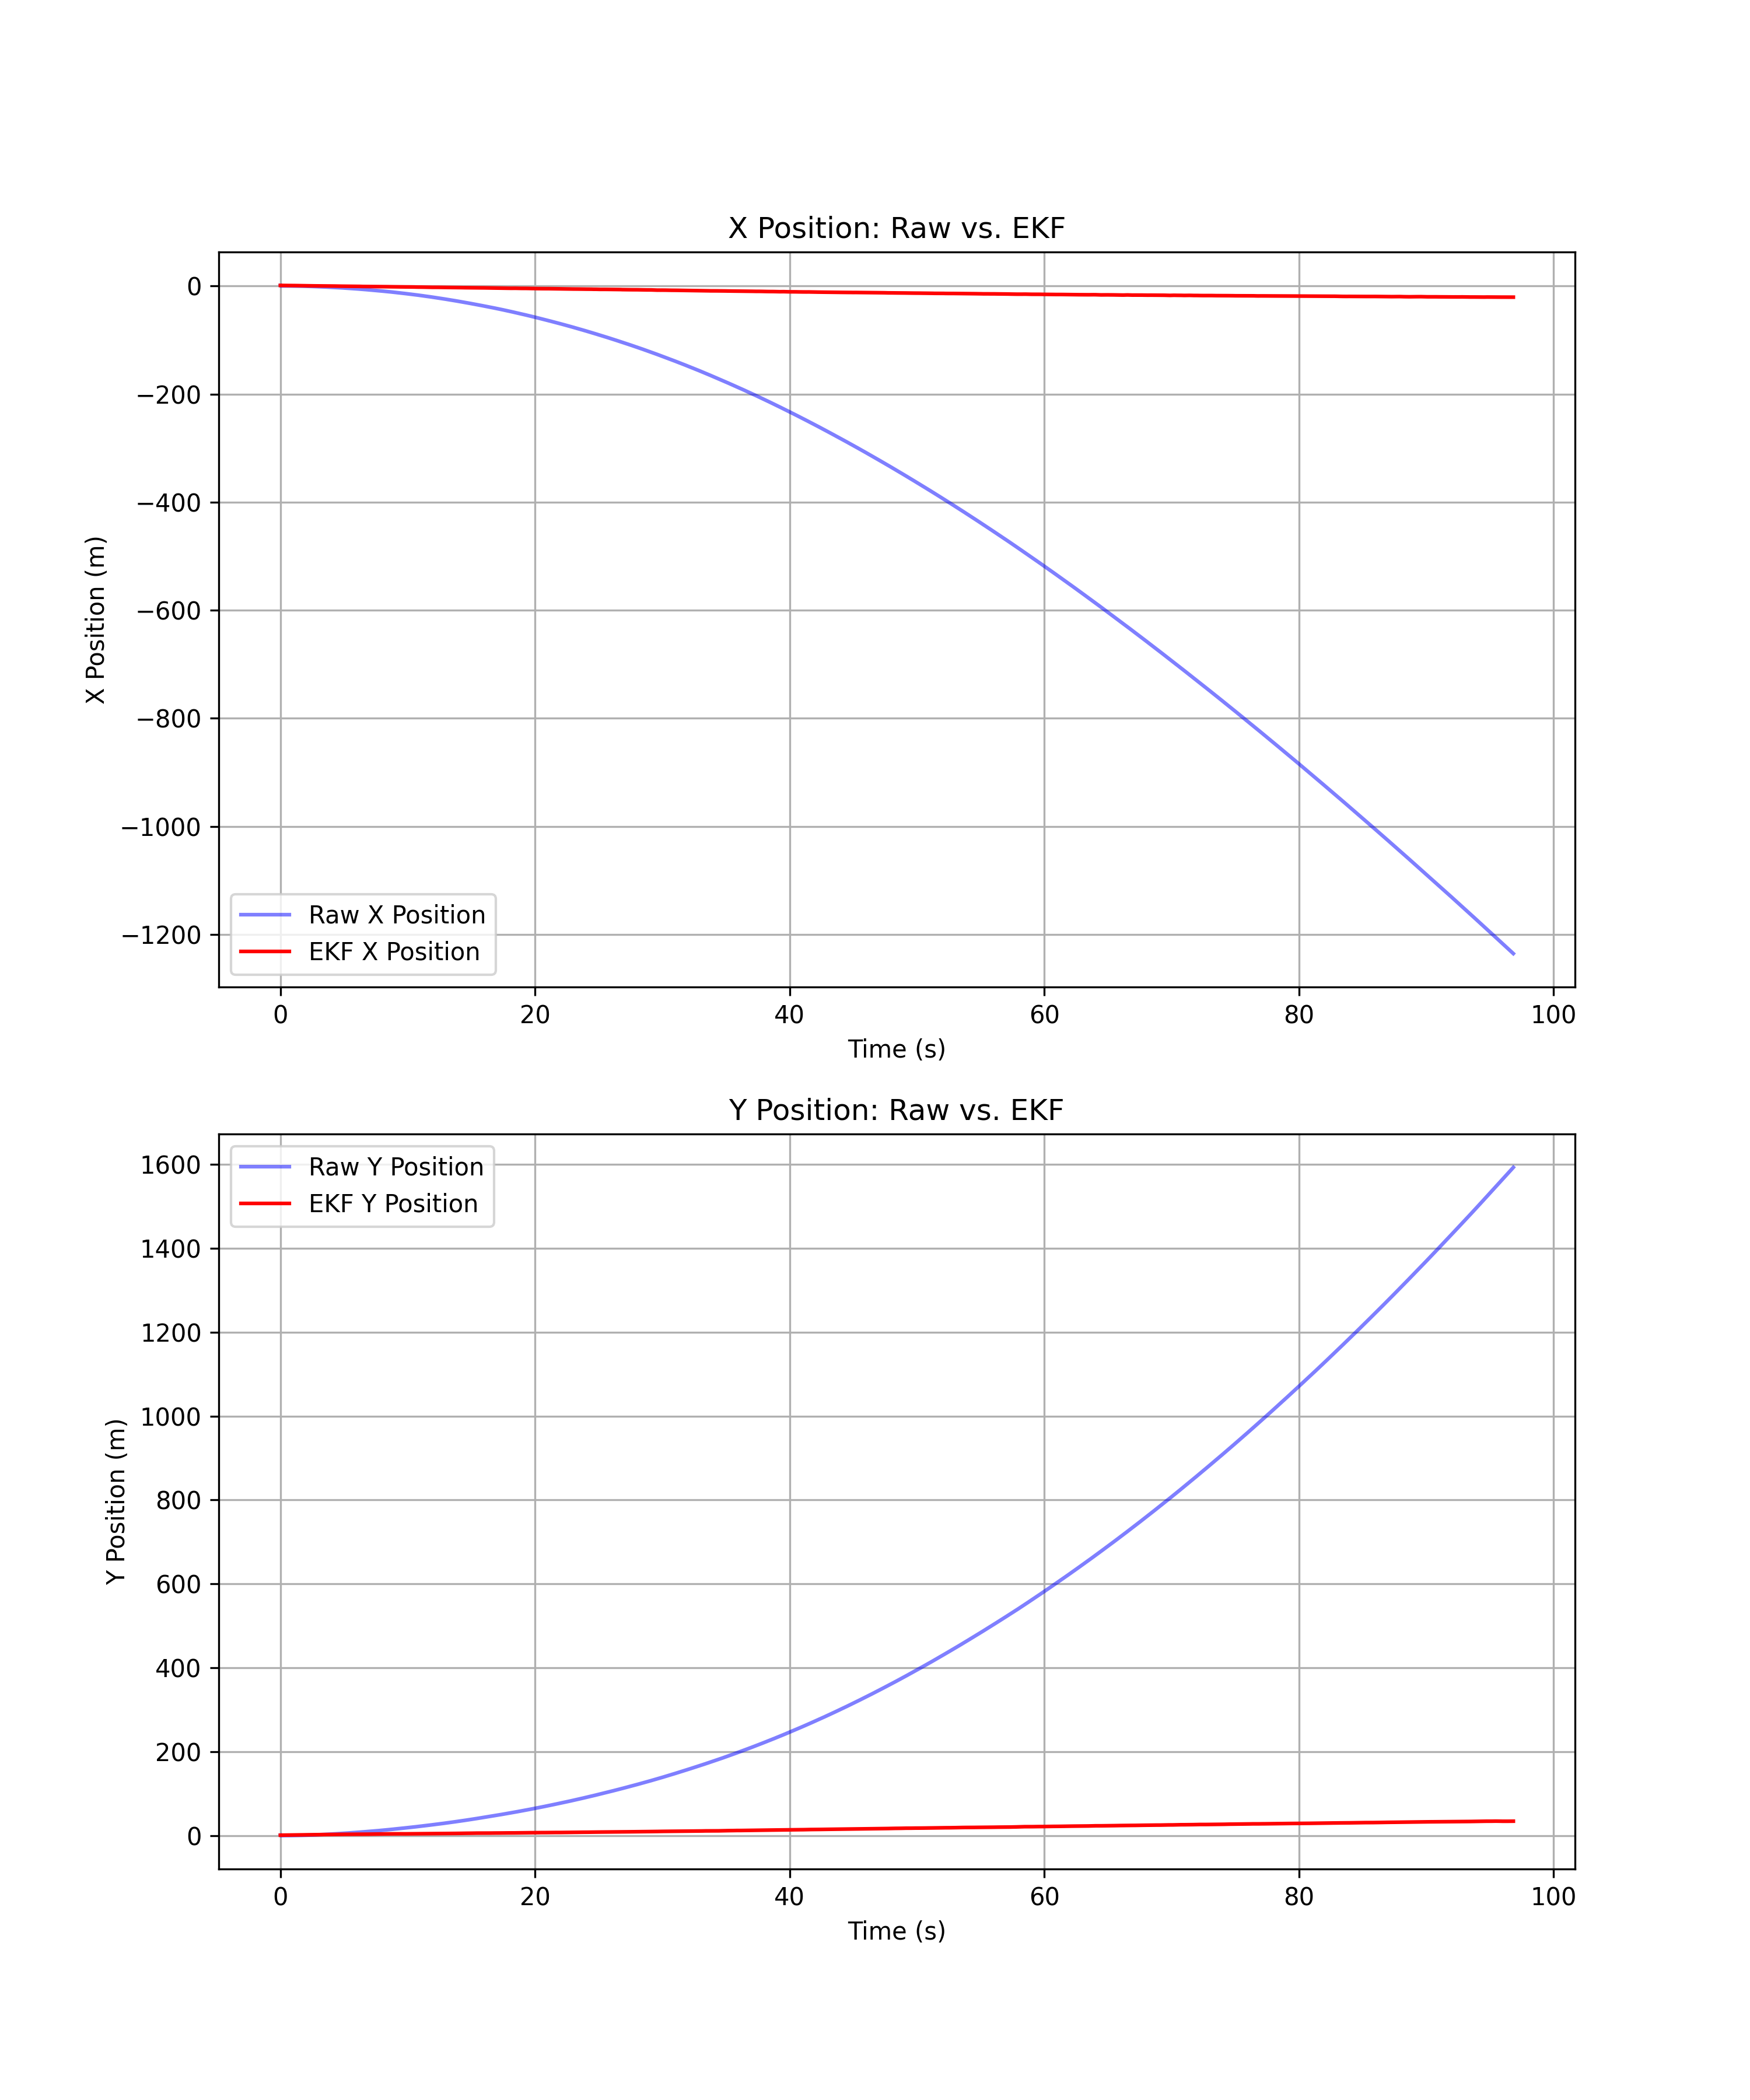 X Position: Raw vs. EKF
0
−200
−400
−600
−800
−1000
−1200
X Position (m)
Raw X Position
EKF X Position
0 20 40 60 80 100
Time (s)
Y Position: Raw vs. EKF
1600
1400
1200
1000
800
600
400
200
0
Y Position (m)
Raw Y Position
EKF Y Position
0 20 40 60 80 100
Time (s)